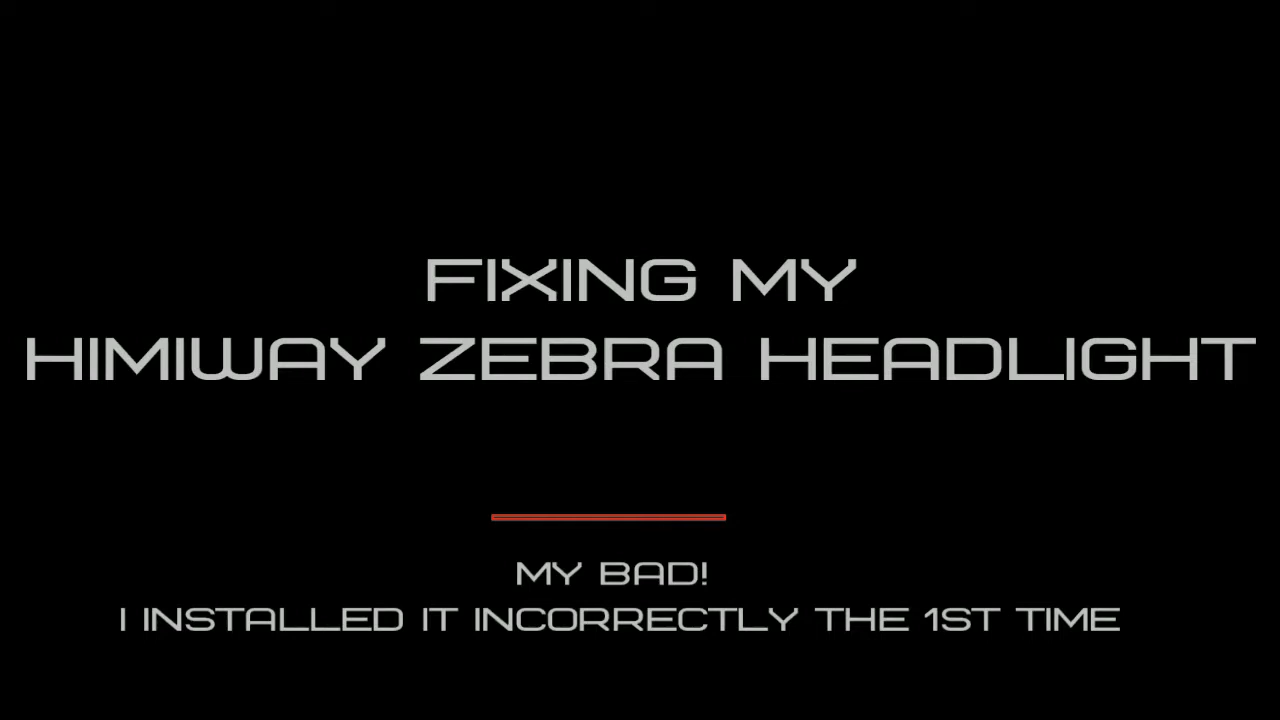 FIXING MY
HIMIWAY ZEBRA HEADLIGHT
MY BAD!
I INSTALLED IT INCORRECTLY THE 1ST TIME